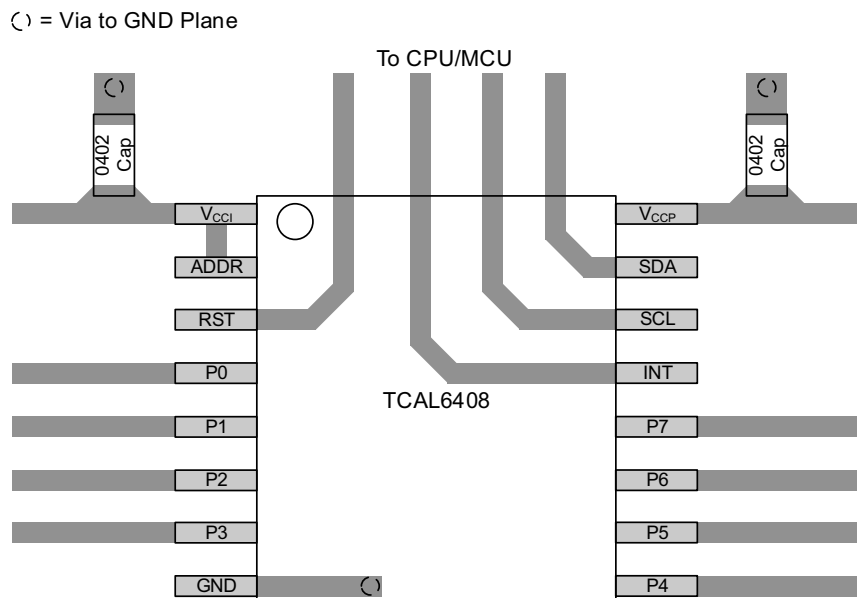 = Via to GND Plane
To CPU/MCU
0402
Cap
0402
Cap
VCCI
VCCP
ADDR
SDA
RST
SCL
P0
INT
TCAL6408
P1
P7
P2
P6
P3
P5
GND
P4